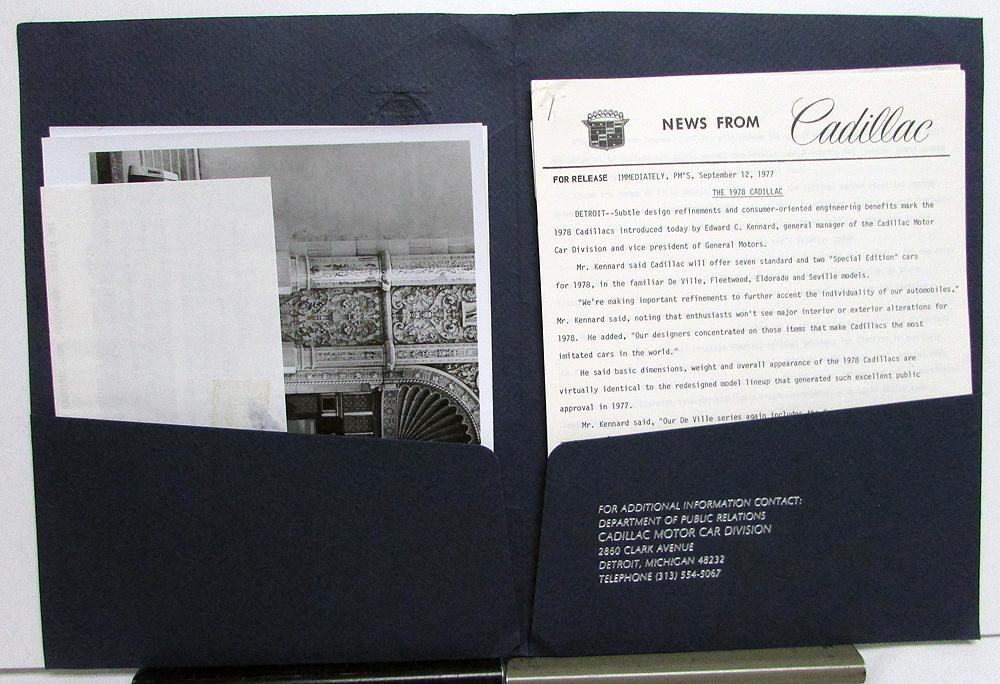 NEWS FROM Cadillac
FOR RELEASE IMMEDIATELY, PM'S, September 12, 1977
THE 1978 CADILLAC
DETROIT--Subtle design refinements and consumer-oriented engineering benefits mark the
1978 Cadillacs introduced today by Edward C. Kennard, general manager of the Cadillac Motor
Car Division and vice president of General Motors.
Mr. Kennard said Cadillac will offer seven standard and two "Special Edition" cars
for 1978, in the familiar De Ville, Fleetwood, Eldorado and Seville models.
"We're making important refinements to further accent the individuality of our automobiles,"
Mr. Kennard said, noting that enthusiasts won't see major interior or exterior alterations for
1978. He added, "Our designers concentrated on those items that make Cadillacs the most
imitated cars in the world."
He said basic dimensions, weight and overall appearance of the 1978 Cadillacs are
virtually identical to the redesigned model lineup that generated such excellent public
approval in 1977.
Mr. Kennard said, "Our De Ville series again includes the
FOR ADDITIONAL INFORMATION CONTACT:
DEPARTMENT OF PUBLIC RELATIONS
CADILLAC MOTOR CAR DIVISION
2860 CLARK AVENUE
DETROIT, MICHIGAN 48232
TELEPHONE (313) 554-5067